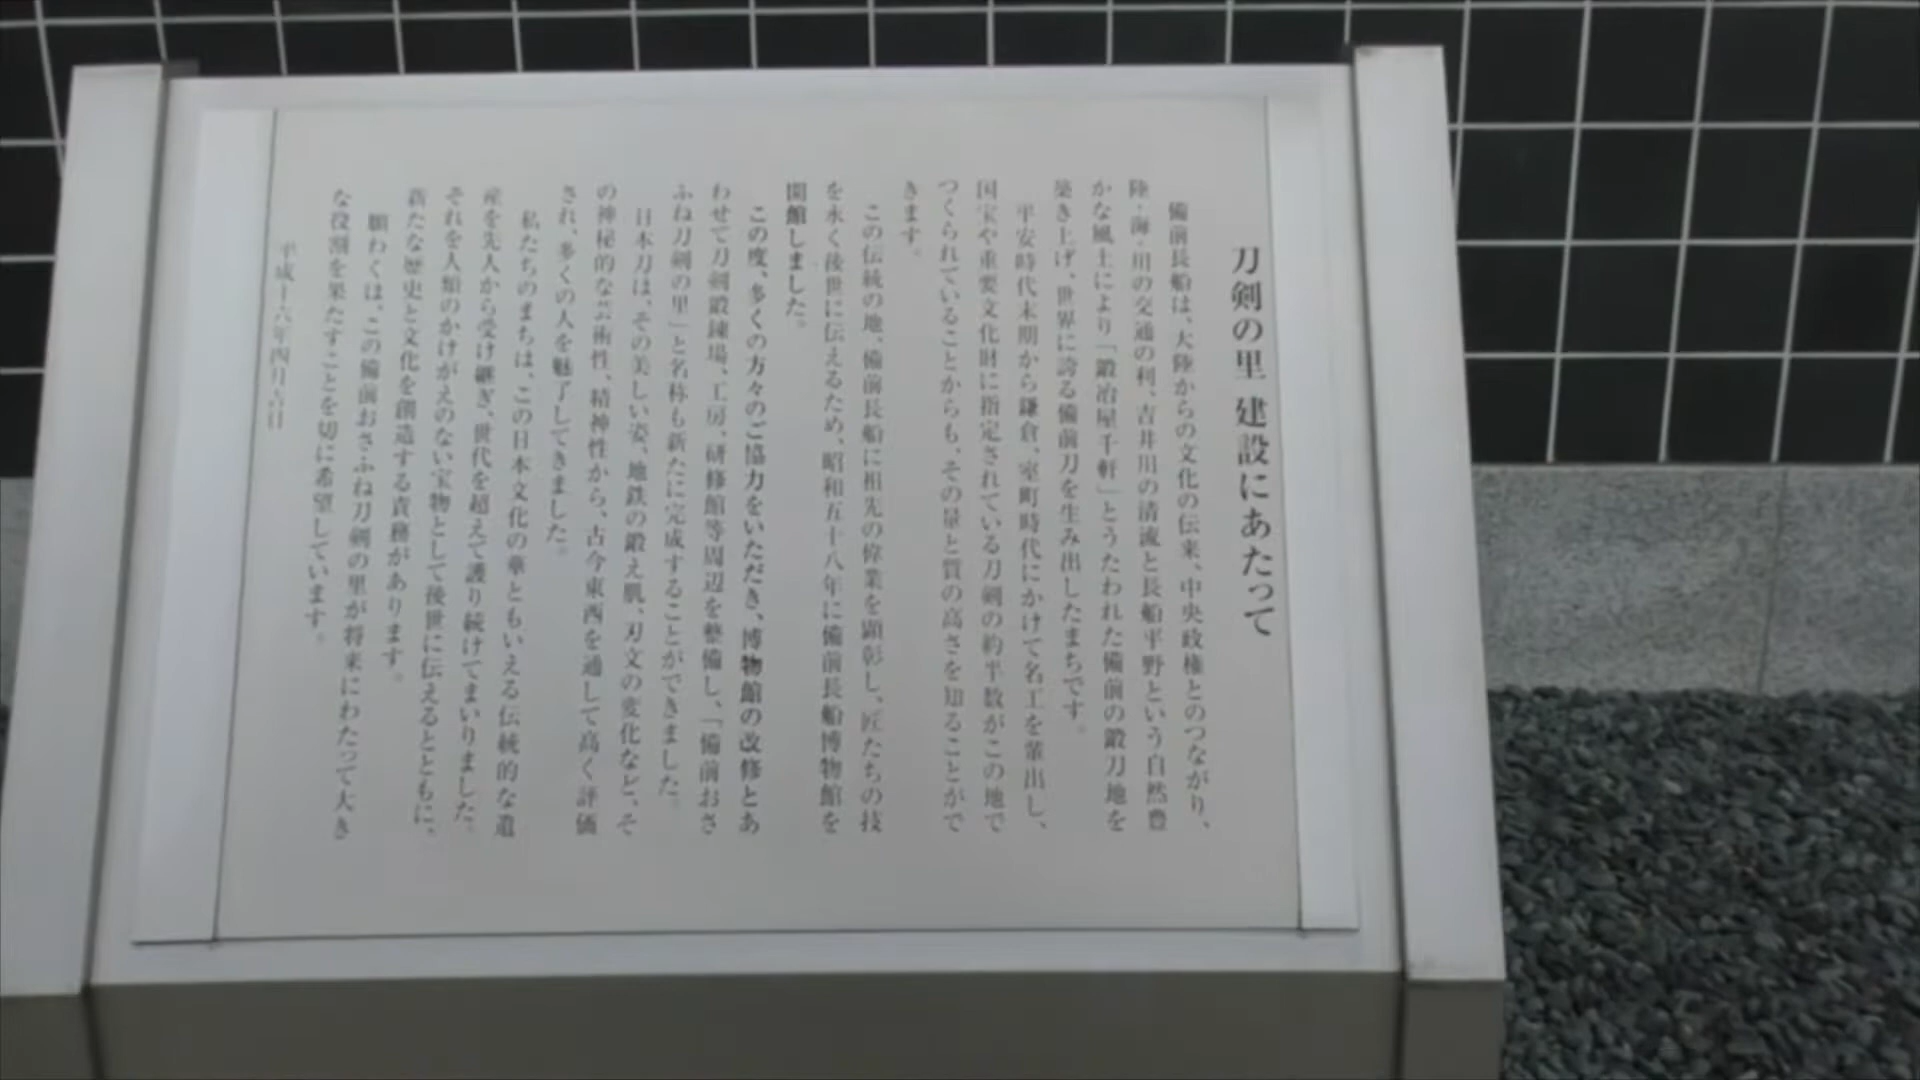 刀剣の里 建設にあたって
備前長船は、大陸からの文化の伝来、中央政権とのつながり、
陸・海・川の交通の利、吉井川の清流と長船平野という自然豊
かな風土により「鍛冶屋千軒」とうたわれた備前の鍛刀地を
築き上げ、世界に誇る備前刀を生み出したまちです。
平安時代末期から鎌倉、室町時代にかけて名工を輩出し、
国宝や重要文化財に指定されている刀剣の約半数がこの地で
つくられていることからも、その量と質の高さを知ることがで
きます。
この伝統の地、備前長船に祖先の偉業を顕彰し、匠たちの技
を永く後世に伝えるため、昭和五十八年に備前長船博物館を
開館しました。
この度、多くの方々のご協力をいただき、博物館の改修とあ
わせて刀剣鍛錬場、工房、研修館等周辺を整備し、「備前おさ
ふね刀剣の里」と名称も新たに完成することができました。
日本刀は、その美しい姿、地鉄の鍛え肌、刃文の変化など、そ
の神秘的な芸術性、精神性から、古今東西を通して高く評価
され、多くの人を魅了してきました。
私たちのまちは、この日本文化の華ともいえる伝統的な遺
産を先人から受け継ぎ、世代を超えて護り続けてまいりました。
それを人類のかけがえのない宝物として後世に伝えるとともに、
新たな歴史と文化を創造する責務があります。
願わくは、この備前おさふね刀剣の里が将来にわたって大き
な役割を果たすことを切に希望しています。
平成十六年四月吉日